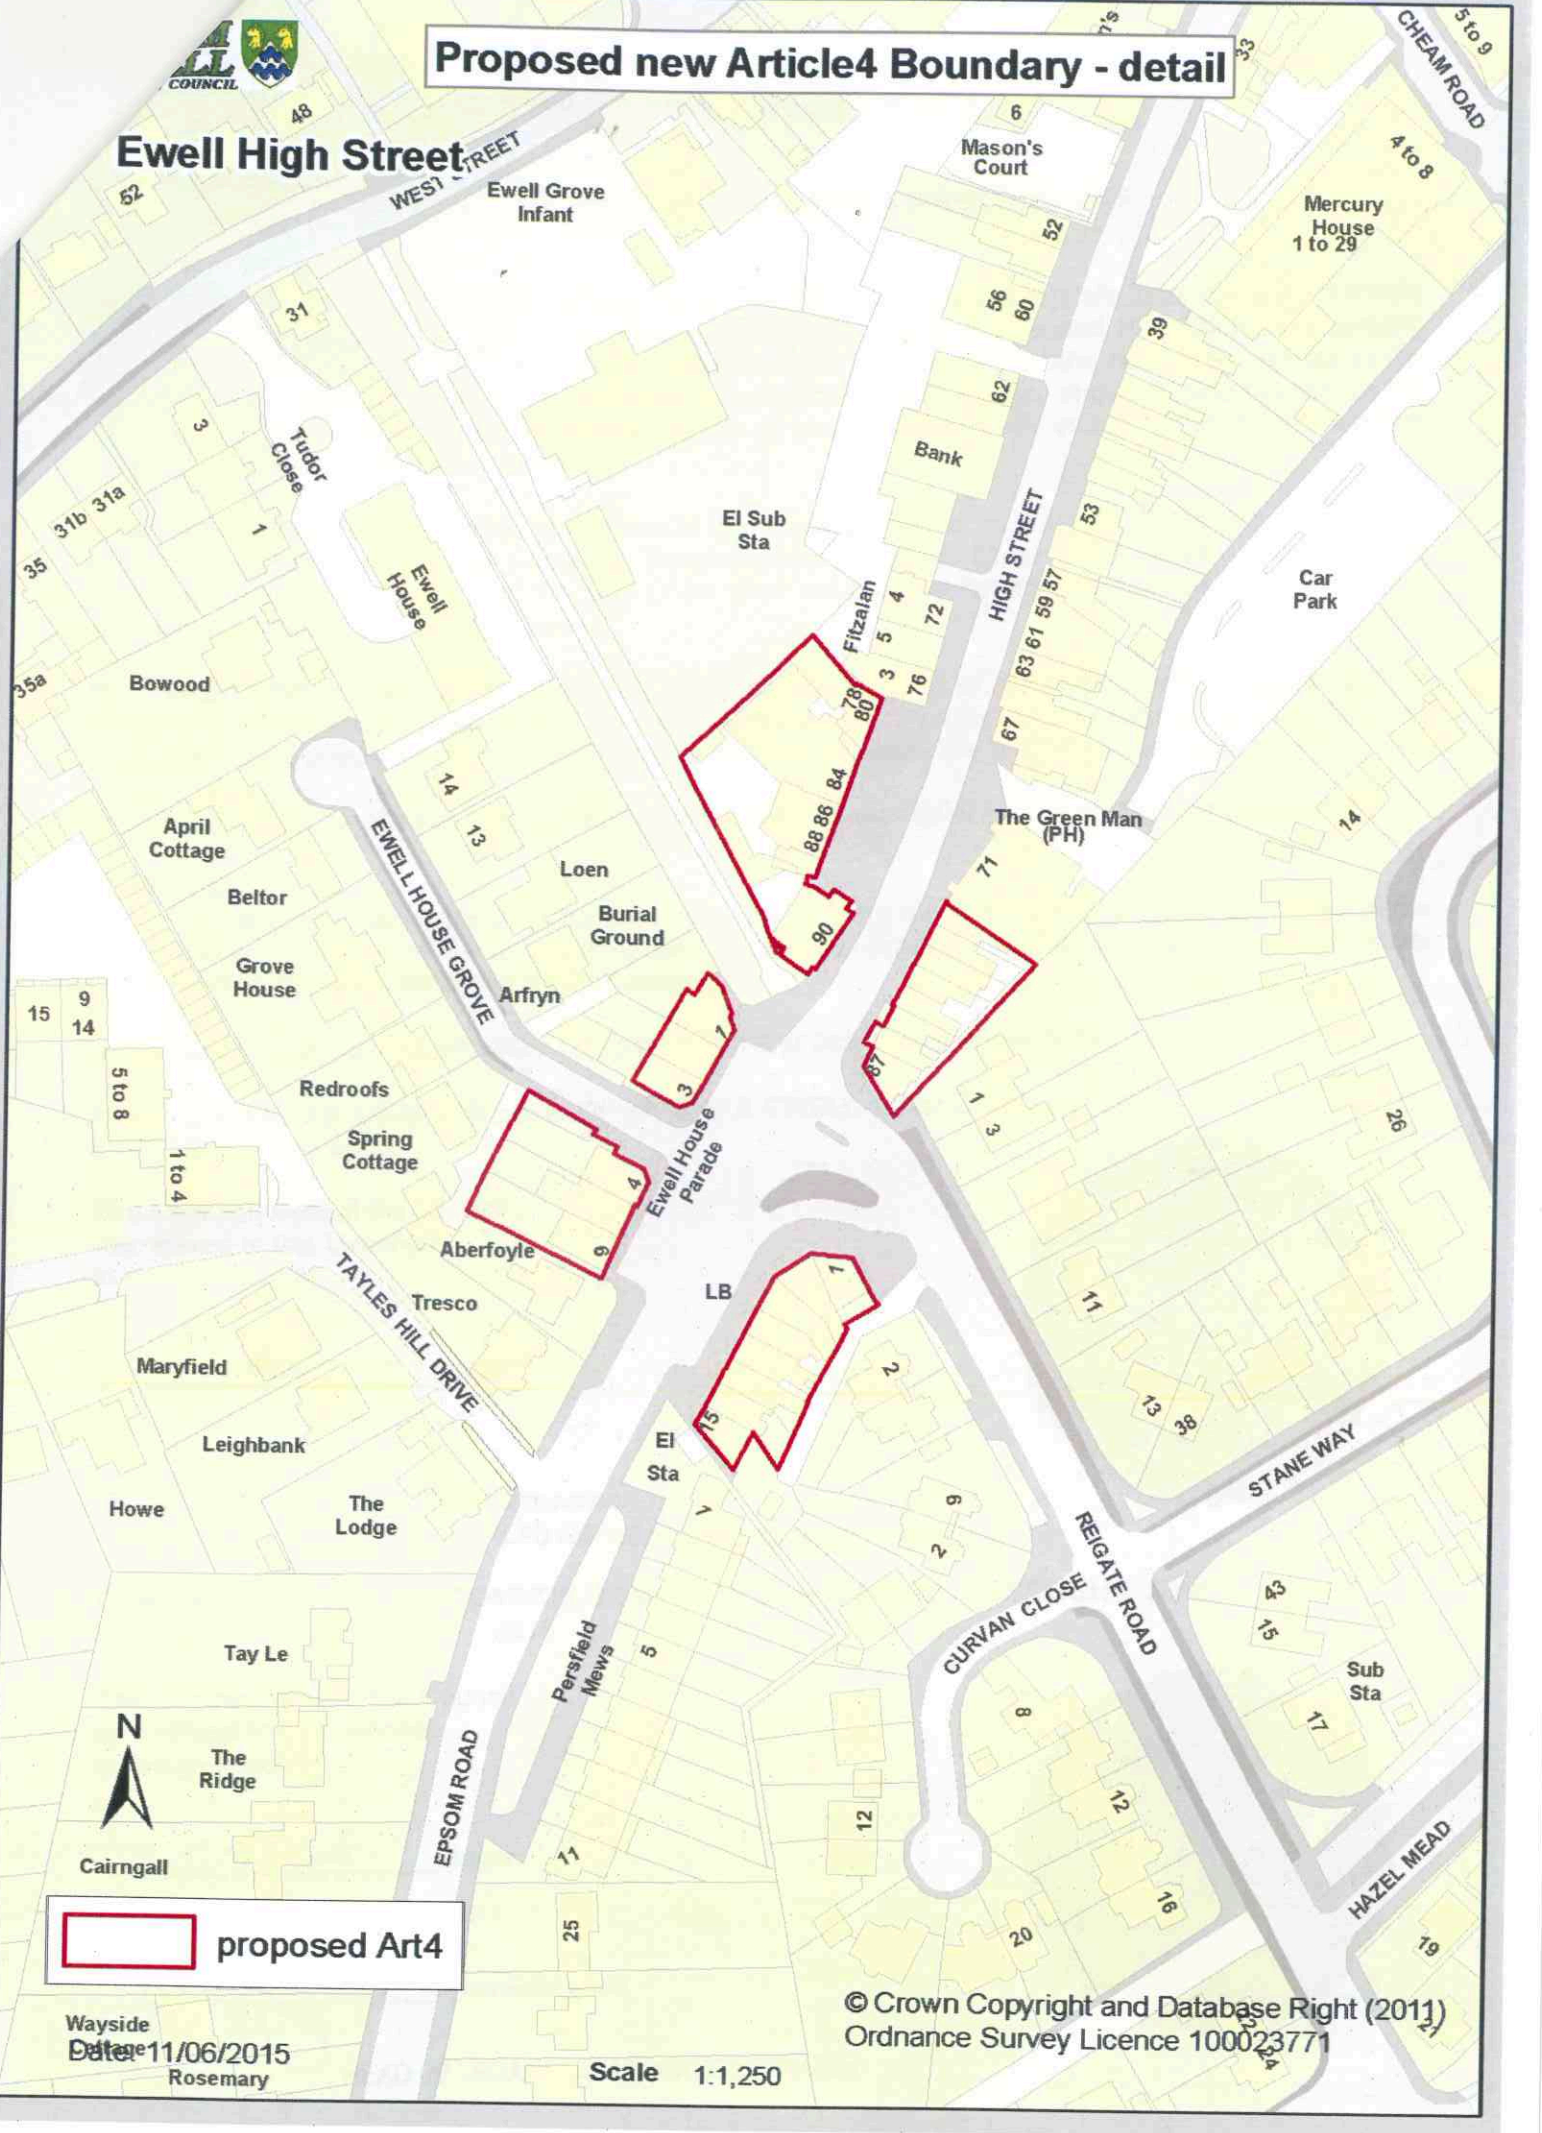 COUNCIL
Proposed new Article4 Boundary - detail
Ewell High Street
WEST STREET
Ewell Grove
Infant
48
52
33
5 to 9
CHEAM ROAD
4 to 8
6
Mason's
Court
Mercury
House
1 to 29
52
56
60
31
39
62
Bank
3
Tudor
Close
1
31b 31a
35
35a
Ewell
House
El Sub
Sta
HIGH STREET
53
Car
Park
Fitzalan
4
5
72
3
76
63 61 59 57
67
78
80
84
88 86
90
Bowood
14
13
EWELL HOUSE GROVE
April
Cottage
Beltor
Loen
Burial
Ground
The Green Man
(PH)
71
14
Grove
House
Arfryn
15
9
14
5 to 8
1 to 4
1
3
87
1
3
26
Redroofs
Spring
Cottage
Ewell House
Parade
4
9
Aberfoyle
Tresco
TAYLES HILL DRIVE
LB
1
2
15
11
13
38
STANE WAY
Maryfield
Leighbank
Howe
The
Lodge
El
Sta
1
9
2
REIGATE ROAD
CURVAN CLOSE
43
15
Sub
Sta
17
Tay Le
Persfield
Mews
5
8
12
12
N
The
Ridge
EPSOM ROAD
Cairngall
11
25
16
20
HAZEL MEAD
19
21
proposed Art4
© Crown Copyright and Database Right (2011)
Ordnance Survey Licence 100023771
24
Wayside
Cottage
Date 11/06/2015
Rosemary
Scale 1:1,250